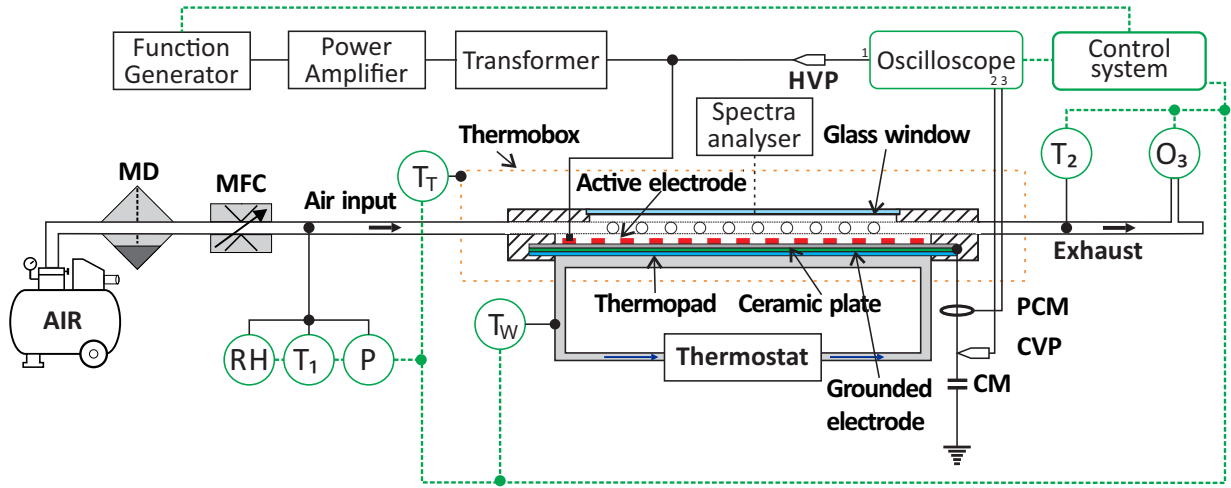 Function
Generator
Power
Amplifier
Transformer
HVP
1
Oscilloscope
2 3
Control
system
Spectra
analyser
Glass window
Thermobox
T₂
O₃
MD
MFC
Air input
T_T
Active electrode
Exhaust
AIR
RH
T₁
P
T_W
Thermopad
Ceramic plate
PCM
CVP
Thermostat
CM
Grounded
electrode